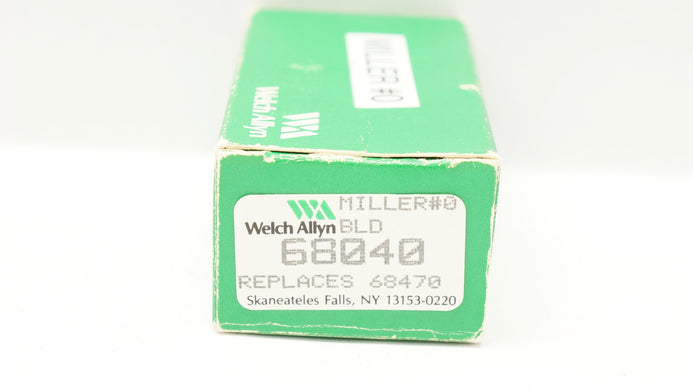 MILLER #0
Welch Allyn
MILLER#0
Welch Allyn BLD
68040
REPLACES 68470
Skaneateles Falls, NY 13153-0220